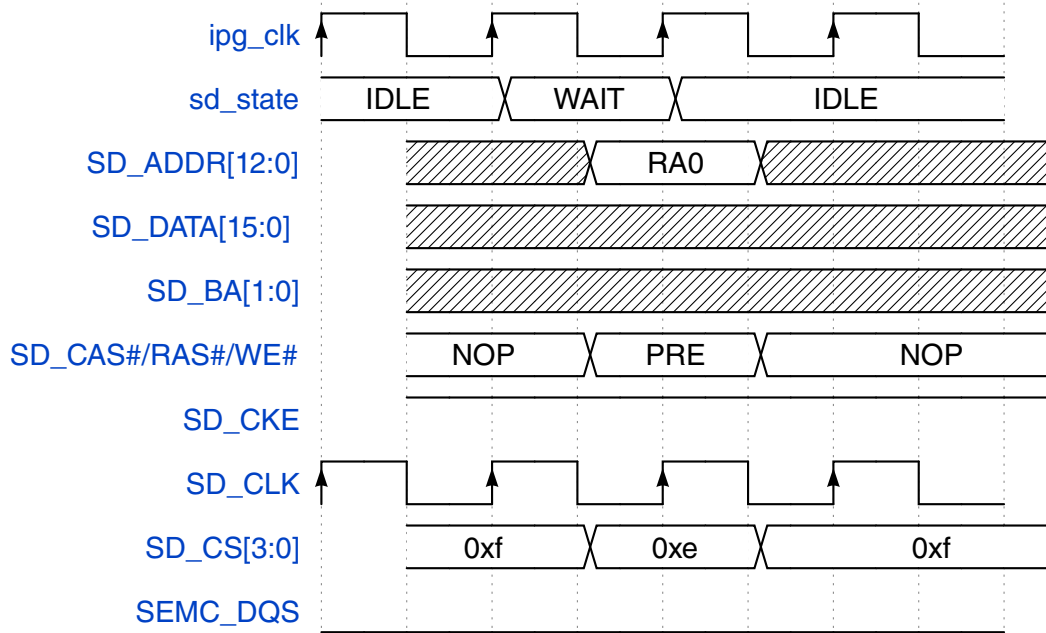 ipg_clk
sd_state IDLE WAIT IDLE
SD_ADDR[12:0] RA0
SD_DATA[15:0]
SD_BA[1:0]
SD_CAS#/RAS#/WE# NOP PRE NOP
SD_CKE
SD_CLK
SD_CS[3:0] 0xf 0xe 0xf
SEMC_DQS